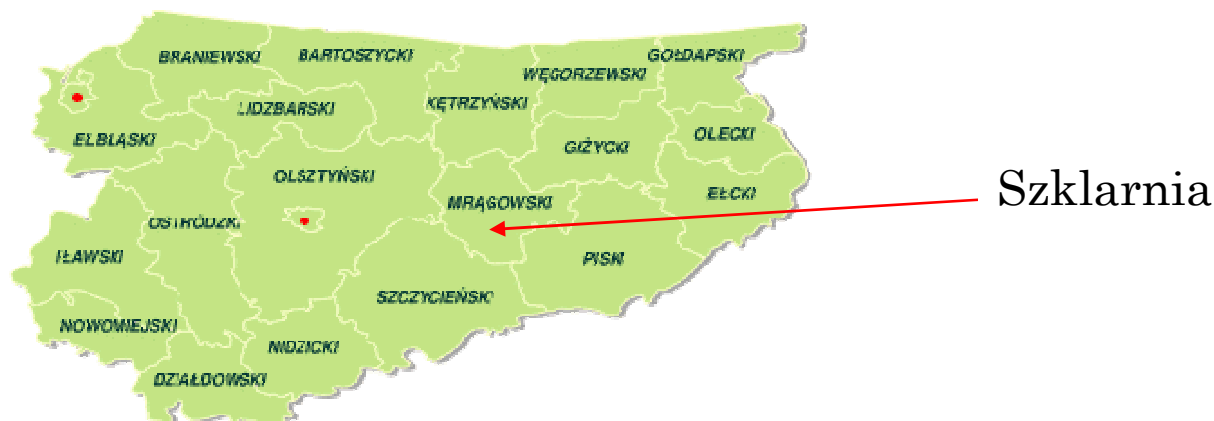 BRANIEWSKI
BARTOSZYCKI
GOŁDAPSKI
WĘGORZEWSKI
LIDZBARSKI
KĘTRZYŃSKI
ELBLĄSKI
GIŻYCKI
OLECKI
OLSZTYŃSKI
MRĄGOWSKI
EŁCKI
Szklarnia
OSTRÓDZKI
IŁAWSKI
PISKI
SZCZYCIEŃSKI
NOWOMIEJSKI
NIDZICKI
DZIAŁDOWSKI